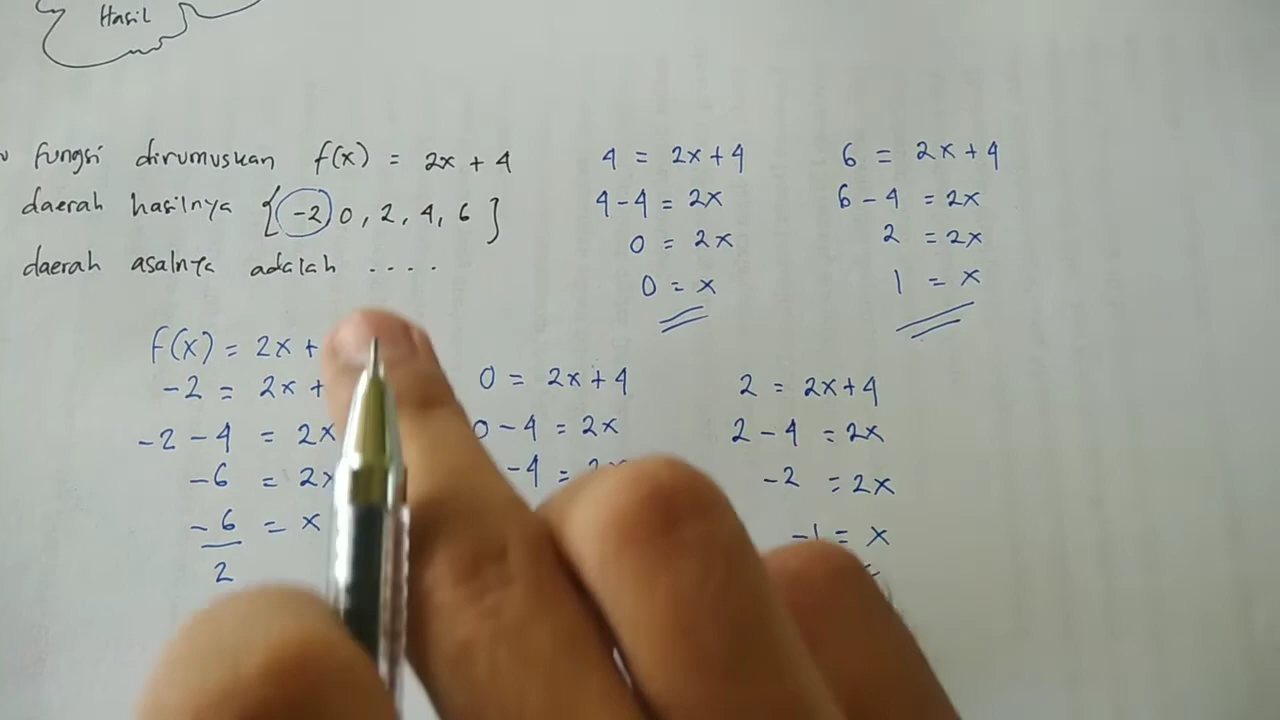 Hasil
fungsi dirumuskan f(x) = 2x + 4
daerah hasilnya {-2, 0, 2, 4, 6}
daerah asalnya adalah ....
f(x) = 2x +
-2 = 2x +
-2 - 4 = 2x
-6 = 2x
-6/2 = x
0 = 2x + 4
0 - 4 = 2x
-4 = 2x
2 = 2x + 4
2 - 4 = 2x
-2 = 2x
-1 = x
4 = 2x + 4
4 - 4 = 2x
0 = 2x
0 = x
6 = 2x + 4
6 - 4 = 2x
2 = 2x
1 = x